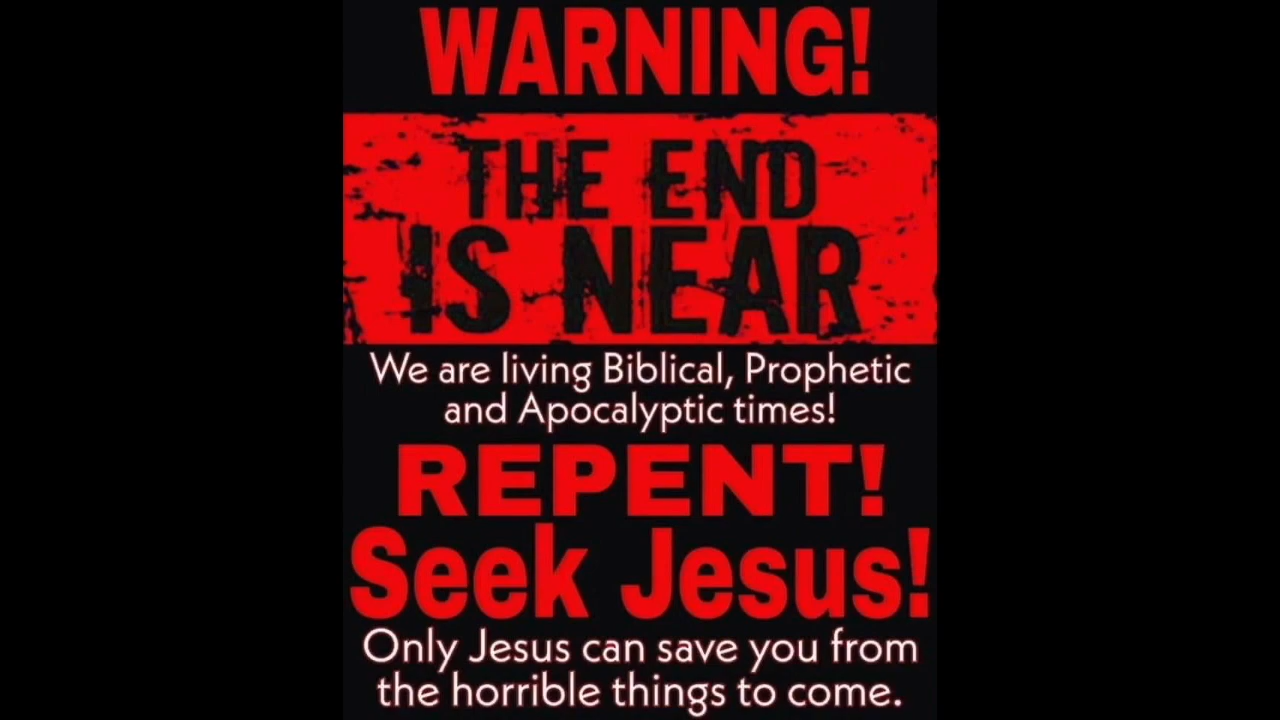 WARNING!
THE END
IS NEAR
We are living Biblical, Prophetic
and Apocalyptic times!
REPENT!
Seek Jesus!
Only Jesus can save you from
the horrible things to come.